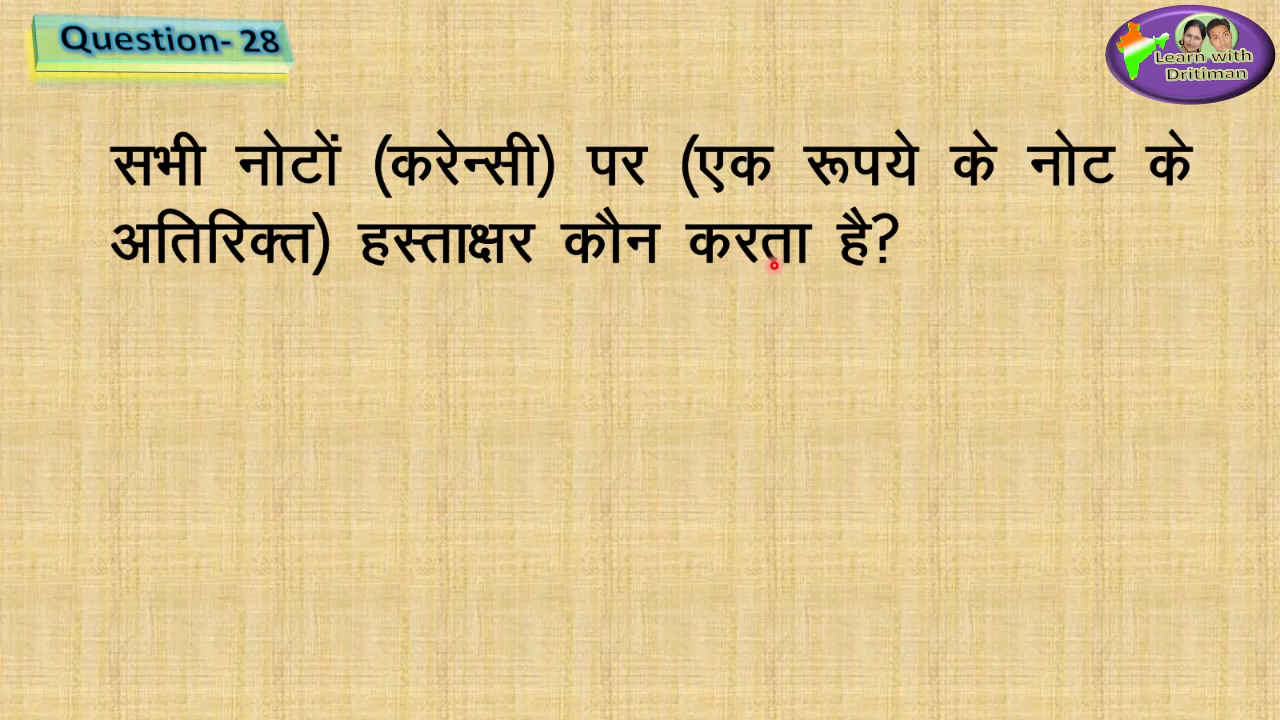 Question- 28
Learn with
Dritiman
सभी नोटों (करेन्सी) पर (एक रूपये के नोट के
अतिरिक्त) हस्ताक्षर कौन करता है?